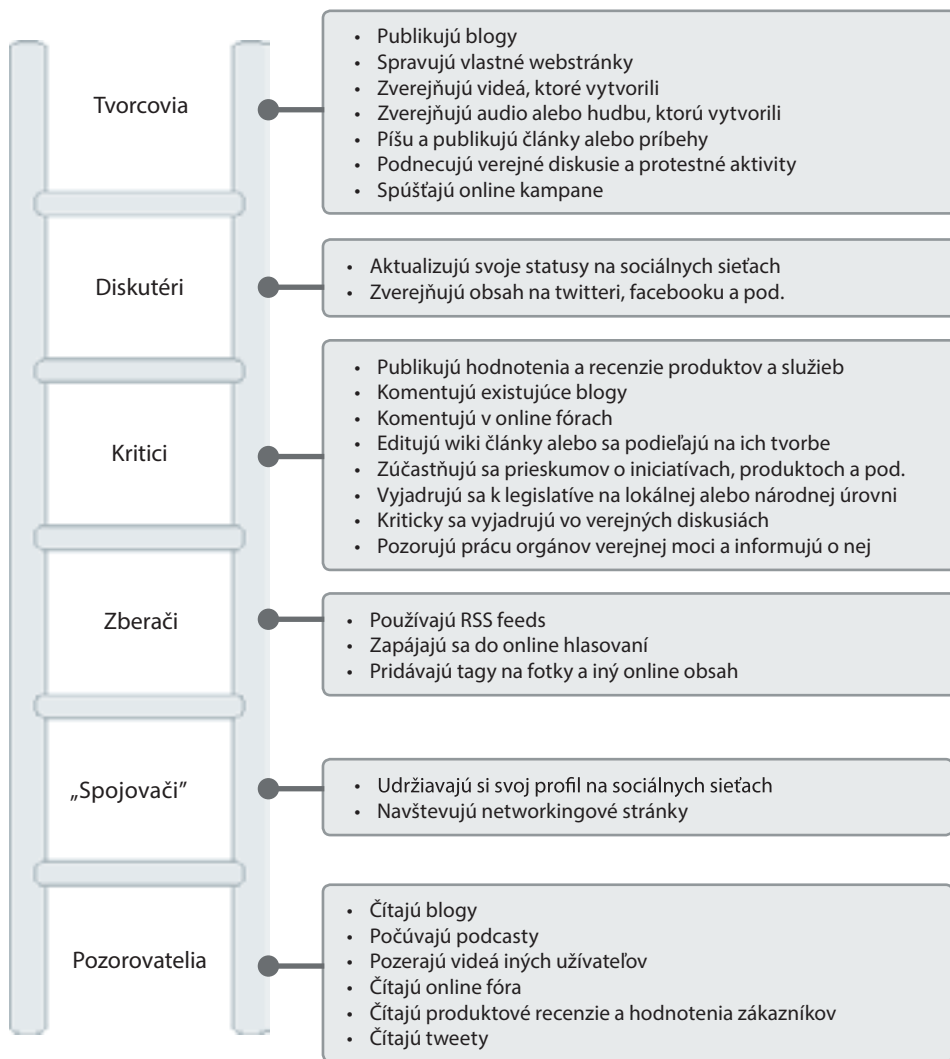 Tvorcovia
• Publikujú blogy
• Spravujú vlastné webstránky
• Zverejňujú videá, ktoré vytvorili
• Zverejňujú audio alebo hudbu, ktorú vytvorili
• Píšu a publikujú články alebo príbehy
• Podnecujú verejné diskusie a protestné aktivity
• Spúšťajú online kampane
Diskutéri
• Aktualizujú svoje statusy na sociálnych sieťach
• Zverejňujú obsah na twitteri, facebooku a pod.
Kritici
• Publikujú hodnotenia a recenzie produktov a služieb
• Komentujú existujúce blogy
• Komentujú v online fórach
• Editujú wiki články alebo sa podieľajú na ich tvorbe
• Zúčastňujú sa prieskumov o iniciatívach, produktoch a pod.
• Vyjadrujú sa k legislatíve na lokálnej alebo národnej úrovni
• Kriticky sa vyjadrujú vo verejných diskusiách
• Pozorujú prácu orgánov verejnej moci a informujú o nej
Zberači
• Používajú RSS feeds
• Zapájajú sa do online hlasovaní
• Pridávajú tagy na fotky a iný online obsah
„Spojovači”
• Udržiavajú si svoj profil na sociálnych sieťach
• Navštevujú networkingové stránky
Pozorovatelia
• Čítajú blogy
• Počúvajú podcasty
• Pozerajú videá iných užívateľov
• Čítajú online fóra
• Čítajú produktové recenzie a hodnotenia zákazníkov
• Čítajú tweety